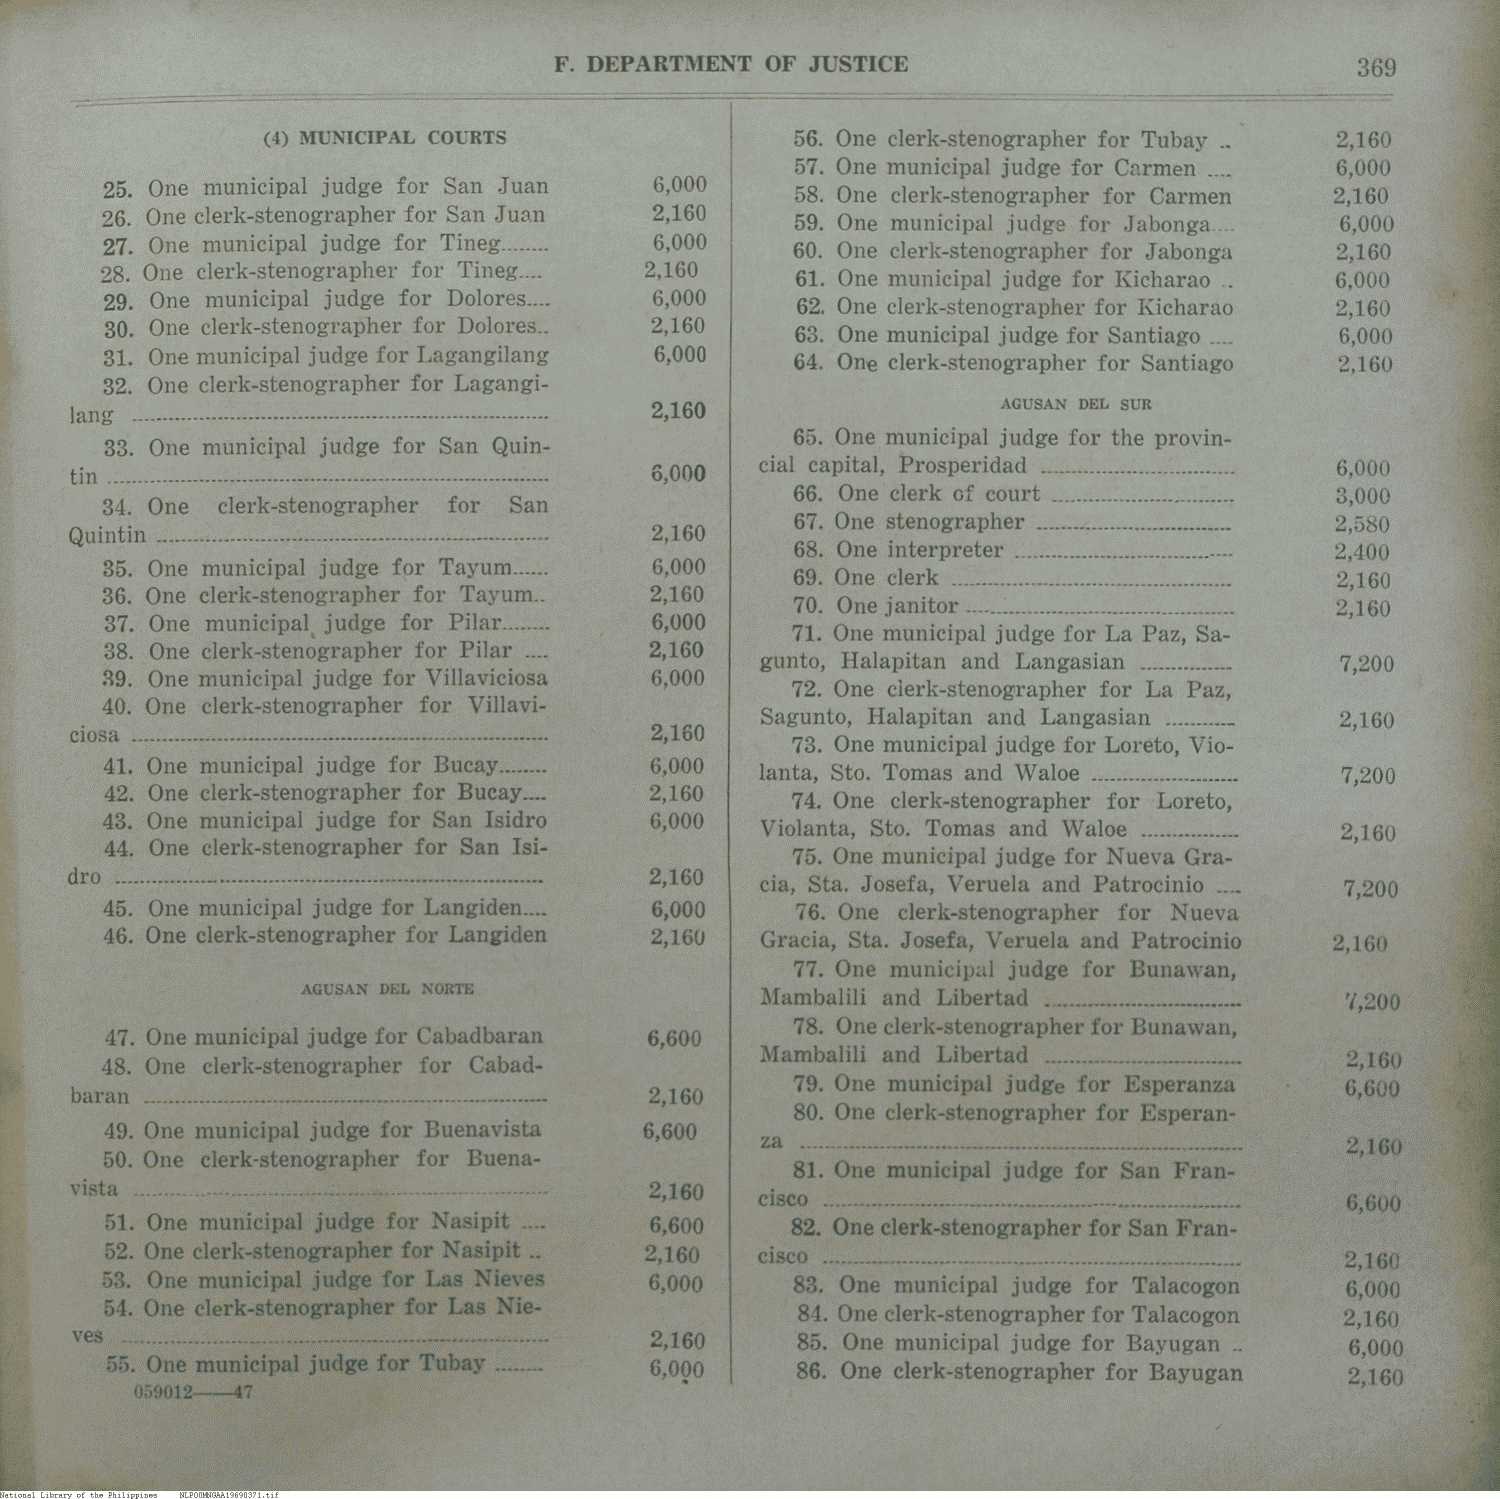 F. DEPARTMENT OF JUSTICE 369
(4) MUNICIPAL COURTS
25. One municipal judge for San Juan 6,000
26. One clerk-stenographer for San Juan 2,160
27. One municipal judge for Tineg........ 6,000
28. One clerk-stenographer for Tineg.... 2,160
29. One municipal judge for Dolores.... 6,000
30. One clerk-stenographer for Dolores.. 2,160
31. One municipal judge for Lagangilang 6,000
32. One clerk-stenographer for Lagangi-
lang ........ 2,160
33. One municipal judge for San Quin-
tin ........ 6,000
34. One clerk-stenographer for San
Quintin ........ 2,160
35. One municipal judge for Tayum...... 6,000
36. One clerk-stenographer for Tayum.. 2,160
37. One municipal judge for Pilar........ 6,000
38. One clerk-stenographer for Pilar .... 2,160
39. One municipal judge for Villaviciosa 6,000
40. One clerk-stenographer for Villavi-
ciosa ........ 2,160
41. One municipal judge for Bucay........ 6,000
42. One clerk-stenographer for Bucay.... 2,160
43. One municipal judge for San Isidro 6,000
44. One clerk-stenographer for San Isi-
dro ........ 2,160
45. One municipal judge for Langiden.... 6,000
46. One clerk-stenographer for Langiden 2,160
AGUSAN DEL NORTE
47. One municipal judge for Cabadbaran 6,600
48. One clerk-stenographer for Cabad-
baran ........ 2,160
49. One municipal judge for Buenavista 6,600
50. One clerk-stenographer for Buena-
vista ........ 2,160
51. One municipal judge for Nasipit .... 6,600
52. One clerk-stenographer for Nasipit .. 2,160
53. One municipal judge for Las Nieves 6,000
54. One clerk-stenographer for Las Nie-
ves ........ 2,160
55. One municipal judge for Tubay ........ 6,000
059012——47
56. One clerk-stenographer for Tubay .. 2,160
57. One municipal judge for Carmen .... 6,000
58. One clerk-stenographer for Carmen 2,160
59. One municipal judge for Jabonga.... 6,000
60. One clerk-stenographer for Jabonga 2,160
61. One municipal judge for Kicharao .. 6,000
62. One clerk-stenographer for Kicharao 2,160
63. One municipal judge for Santiago .... 6,000
64. One clerk-stenographer for Santiago 2,160
AGUSAN DEL SUR
65. One municipal judge for the provin-
cial capital, Prosperidad ........ 6,000
66. One clerk of court ........ 3,000
67. One stenographer ........ 2,580
68. One interpreter ........ 2,400
69. One clerk ........ 2,160
70. One janitor ........ 2,160
71. One municipal judge for La Paz, Sa-
gunto, Halapitan and Langasian ........ 7,200
72. One clerk-stenographer for La Paz,
Sagunto, Halapitan and Langasian ........ 2,160
73. One municipal judge for Loreto, Vio-
lanta, Sto. Tomas and Waloe ........ 7,200
74. One clerk-stenographer for Loreto,
Violanta, Sto. Tomas and Waloe ........ 2,160
75. One municipal judge for Nueva Gra-
cia, Sta. Josefa, Veruela and Patrocinio .... 7,200
76. One clerk-stenographer for Nueva
Gracia, Sta. Josefa, Veruela and Patrocinio 2,160
77. One municipal judge for Bunawan,
Mambalili and Libertad ........ 7,200
78. One clerk-stenographer for Bunawan,
Mambalili and Libertad ........ 2,160
79. One municipal judge for Esperanza 6,600
80. One clerk-stenographer for Esperan-
za ........ 2,160
81. One municipal judge for San Fran-
cisco ........ 6,600
82. One clerk-stenographer for San Fran-
cisco ........ 2,160
83. One municipal judge for Talacogon 6,000
84. One clerk-stenographer for Talacogon 2,160
85. One municipal judge for Bayugan .. 6,000
86. One clerk-stenographer for Bayugan 2,160
National Library of the Philippines NLPO0MNGAA19690371.tif